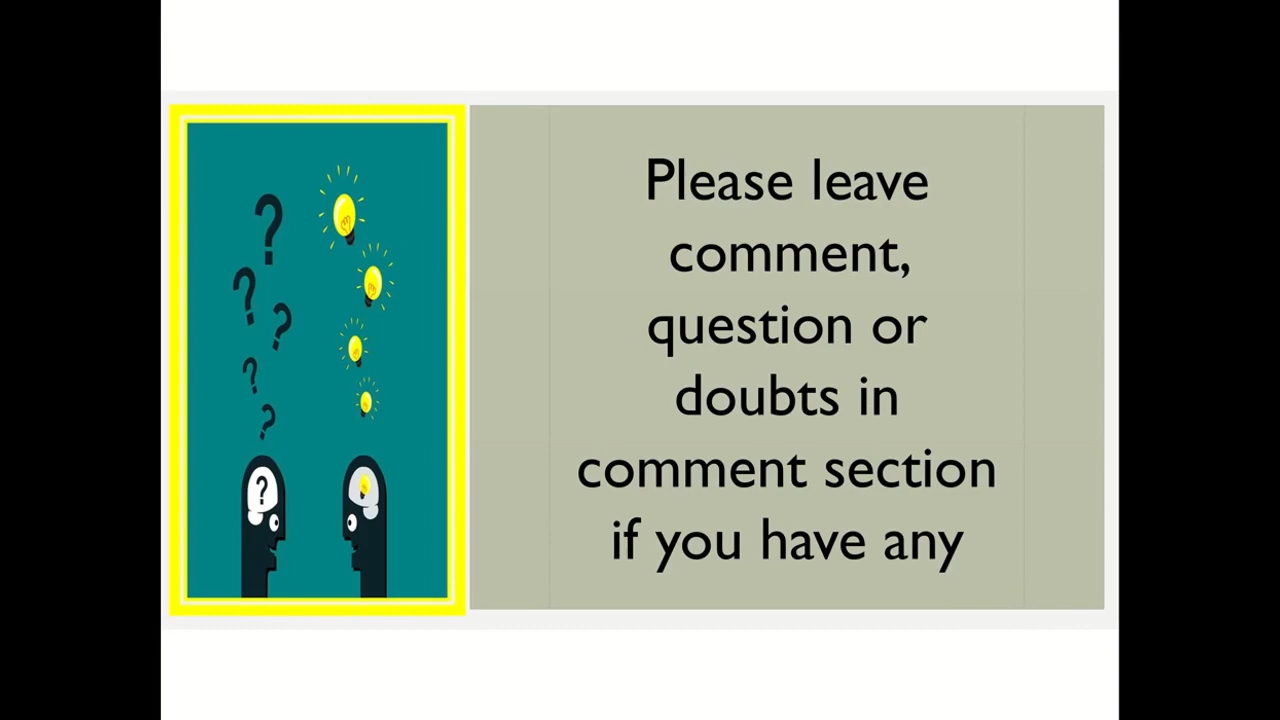 Please leave
comment,
question or
doubts in
comment section
if you have any
?
?
?
?
?
?